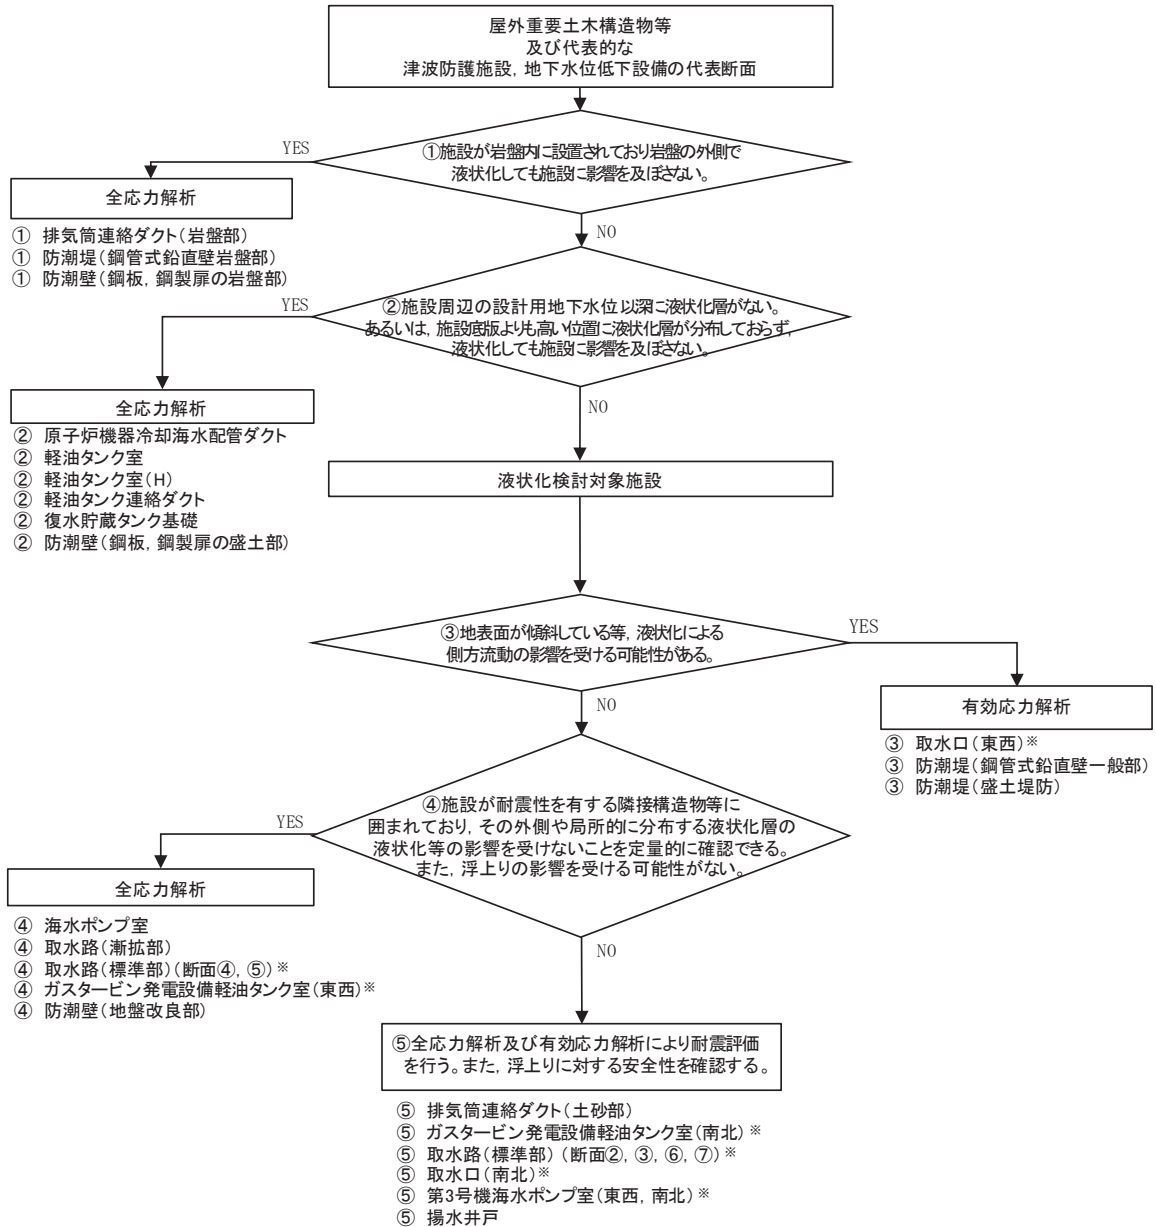 屋外重要土木構造物等
及び代表的な
津波防護施設，地下水位低下設備の代表断面
①施設が岩盤内に設置されており岩盤の外側で
液状化しても施設に影響を及ぼさない。
YES
全応力解析
① 排気筒連絡ダクト（岩盤部）
① 防潮堤（鋼管式鉛直壁岩盤部）
① 防潮壁（鋼板，鋼製扉の岩盤部）
NO
②施設周辺の設計用地下水位以深に液状化層がない。
あるいは，施設底版よりも高い位置に液状化層が分布しておらず，
液状化しても施設に影響を及ぼさない。
YES
全応力解析
② 原子炉機器冷却海水配管ダクト
② 軽油タンク室
② 軽油タンク室（H）
② 軽油タンク連絡ダクト
② 復水貯蔵タンク基礎
② 防潮壁（鋼板，鋼製扉の盛土部）
NO
液状化検討対象施設
③地表面が傾斜している等，液状化による
側方流動の影響を受ける可能性がある。
YES
有効応力解析
③ 取水口（東西）※
③ 防潮堤（鋼管式鉛直壁一般部）
③ 防潮堤（盛土堤防）
NO
④施設が耐震性を有する隣接構造物等に
囲まれており，その外側や局所的に分布する液状化層の
液状化等の影響を受けないことを定量的に確認できる。
また，浮上りの影響を受ける可能性がない。
YES
全応力解析
④ 海水ポンプ室
④ 取水路（漸拡部）
④ 取水路（標準部）（断面④，⑤）※
④ ガスタービン発電設備軽油タンク室（東西）※
④ 防潮壁（地盤改良部）
NO
⑤全応力解析及び有効応力解析により耐震評価
を行う。また，浮上りに対する安全性を確認する。
⑤ 排気筒連絡ダクト（土砂部）
⑤ ガスタービン発電設備軽油タンク室（南北）※
⑤ 取水路（標準部）（断面②，③，⑥，⑦）※
⑤ 取水口（南北）※
⑤ 第3号機海水ポンプ室（東西，南北）※
⑤ 揚水井戸